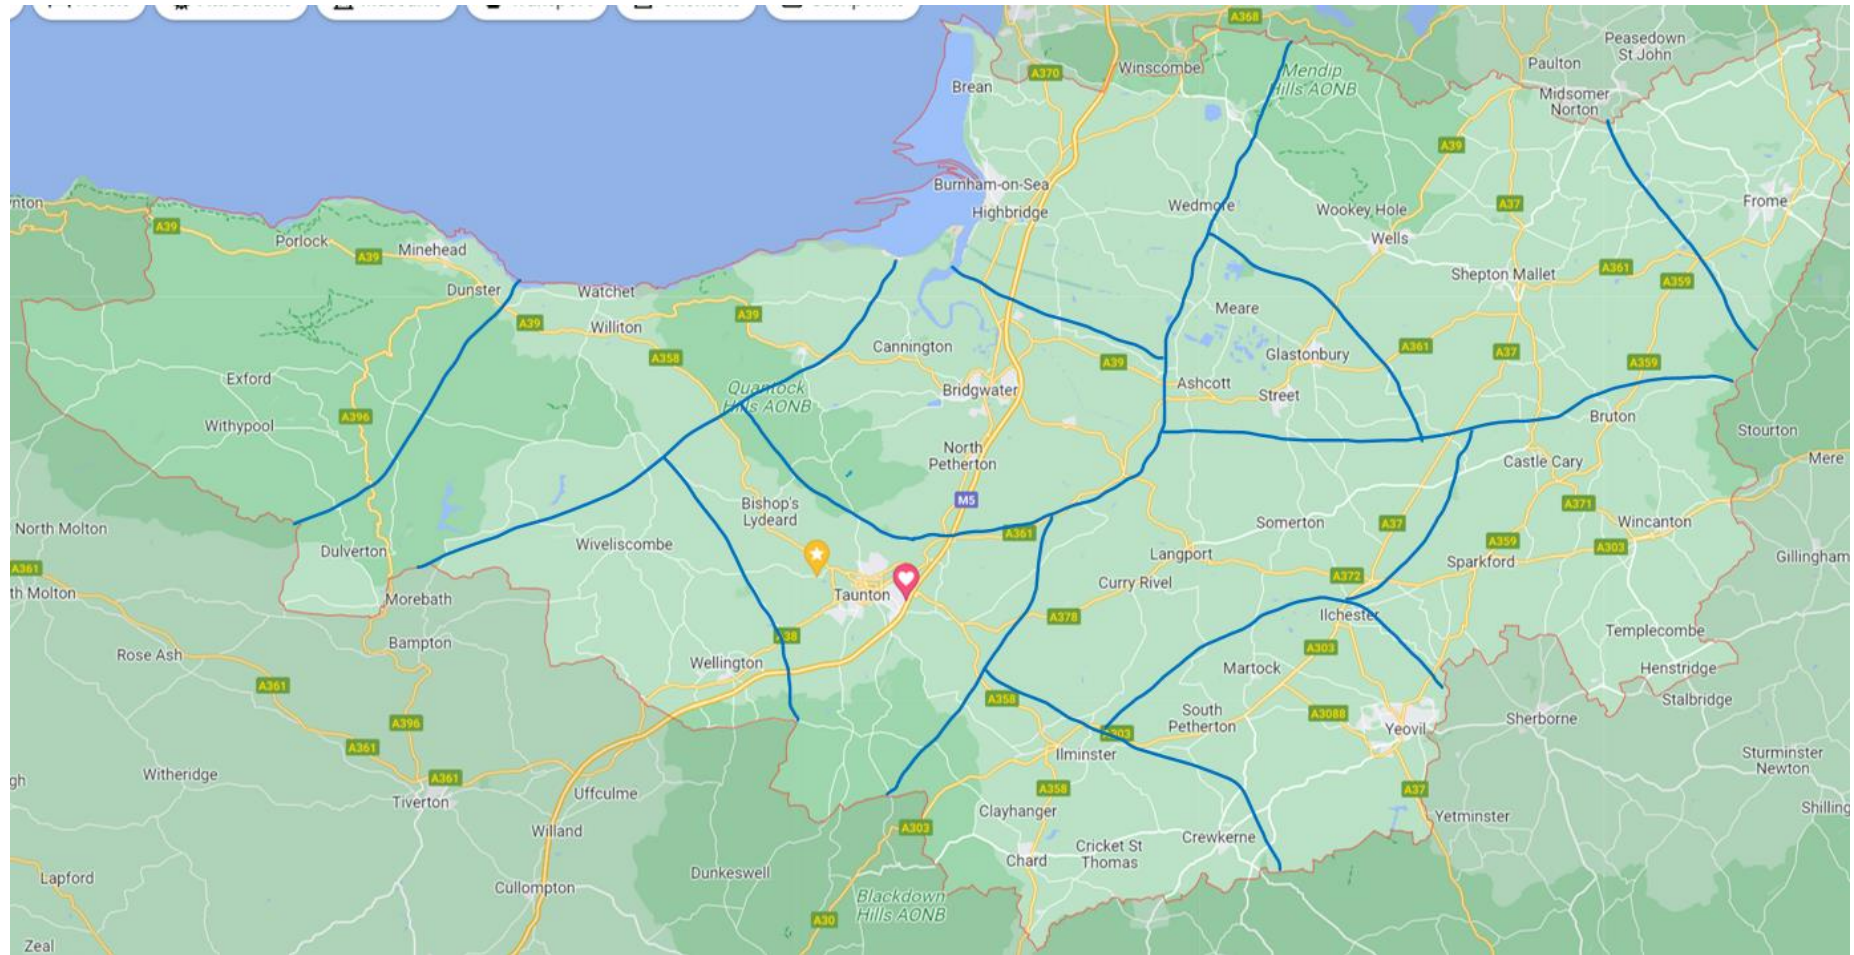 A368
Peasedown
St John
Paulton
Winscombe
A370
Mendip
Hills AONB
Brean
Midsomer
Norton
A39
Burnham-on-Sea
Highbridge
Wedmore
Wookey Hole
A37
Frome
nton
A39
Porlock
Minehead
A39
Wells
Shepton Mallet
A361
A359
Dunster
Watchet
Williton
A39
A39
Meare
A358
Cannington
A39
Glastonbury
A361
A37
A359
Exford
Quantock
Hills AONB
Bridgwater
Ashcott
Street
A396
Withypool
Bruton
Stourton
North
Petherton
Castle Cary
Mere
M5
Bishop's
Lydeard
A371
North Molton
A361
Somerton
A37
Wincanton
Dulverton
Wiveliscombe
Langport
A359
A303
Sparkford
Gillingham
A361
th Molton
Morebath
Taunton
Curry Rivel
A372
Ilchester
A378
Rose Ash
Bampton
A38
Wellington
A303
Templecombe
Henstridge
Martock
A361
A358
Stalbridge
A396
South
Petherton
A3088
Sherborne
Yeovil
A361
A303
Ilminster
Sturminster
Newton
gh
Witheridge
A361
Tiverton
Uffculme
A358
A37
Clayhanger
Shilling
Yetminster
Willand
A303
Crewkerne
Chard
Cricket St
Thomas
Lapford
Cullompton
Dunkeswell
Blackdown
Hills AONB
A30
Zeal